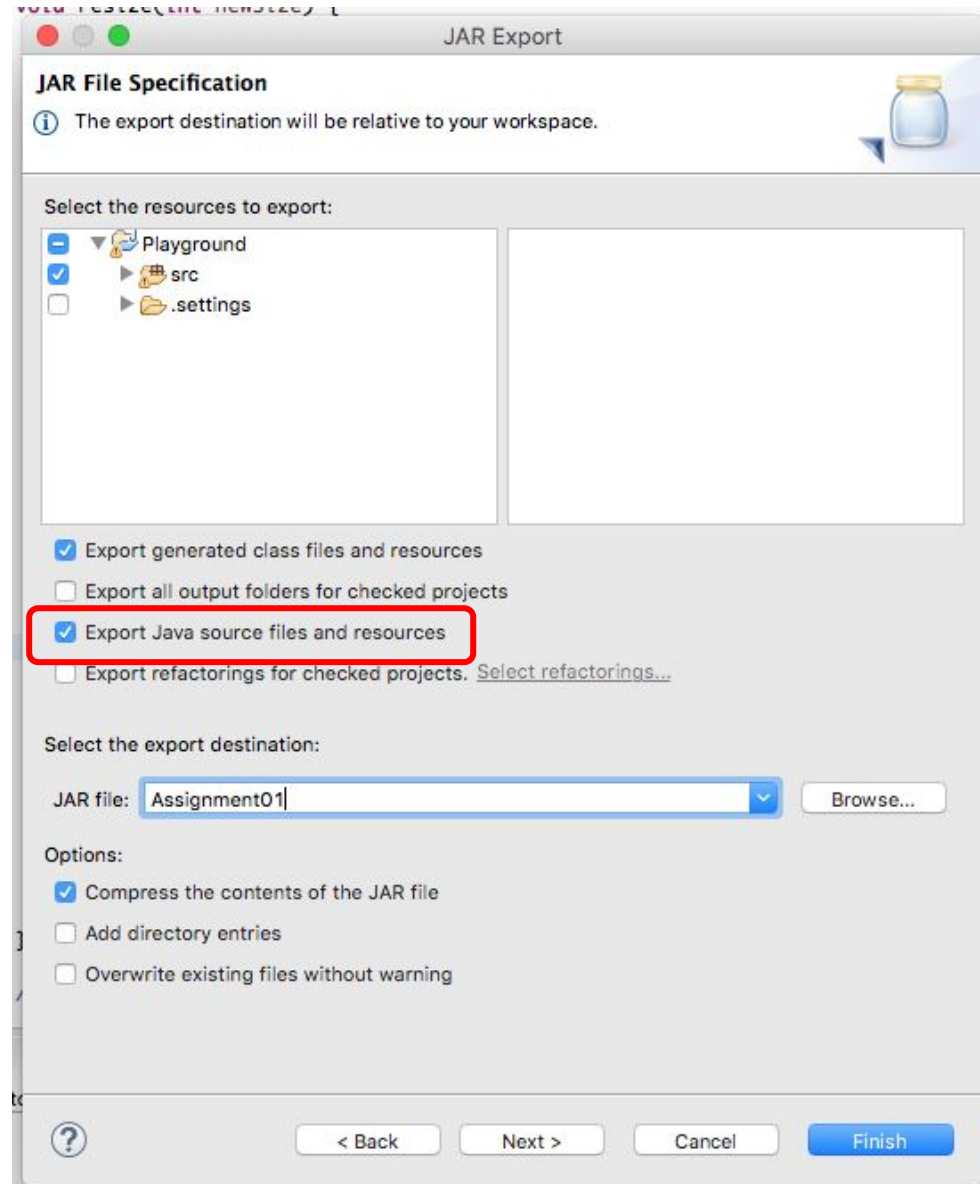 void resize(int newSize) {
JAR Export
JAR File Specification
The export destination will be relative to your workspace.
Select the resources to export:
Playground
src
.settings
Export generated class files and resources
Export all output folders for checked projects
Export Java source files and resources
Export refactorings for checked projects. Select refactorings...
Select the export destination:
JAR file: Assignment01 Browse...
Options:
Compress the contents of the JAR file
}
Add directory entries
Overwrite existing files without warning
/
? < Back Next > Cancel Finish